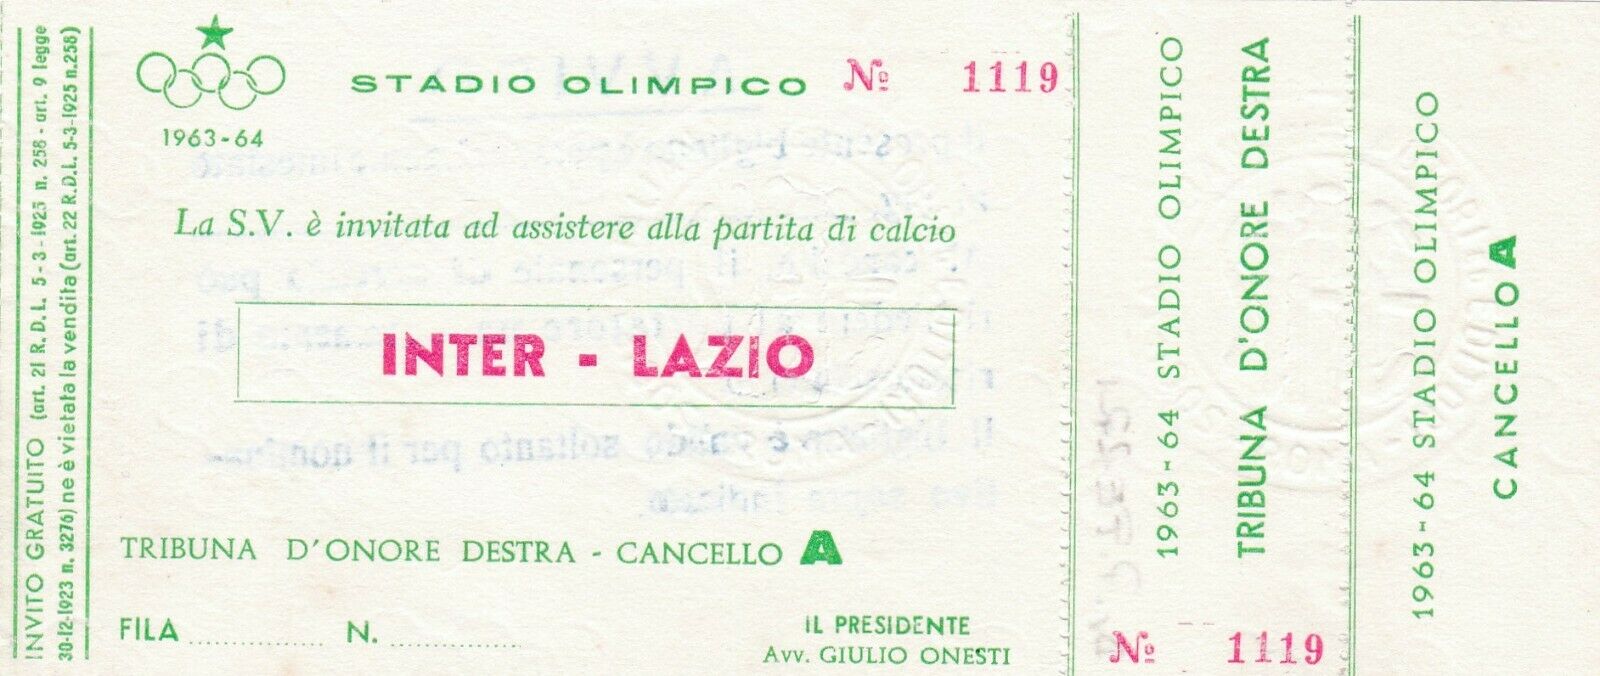 INVITO GRATUITO (art. 21 R.D.L. 5-3-1925 n. 258 - art. 9 legge
30-12-1923 n. 3276) ne è vietata la vendita (art. 22 R.D.L. 5-3-1925 n.258)
1963-64
STADIO OLIMPICO Nº 1119
La S.V. è invitata ad assistere alla partita di calcio
INTER - LAZIO
TRIBUNA D'ONORE DESTRA - CANCELLO A
FILA .......... N. ..........
IL PRESIDENTE
Avv. GIULIO ONESTI
1963-64 STADIO OLIMPICO
TRIBUNA D'ONORE DESTRA
Nº 1119
1963-64 STADIO OLIMPICO
CANCELLO A